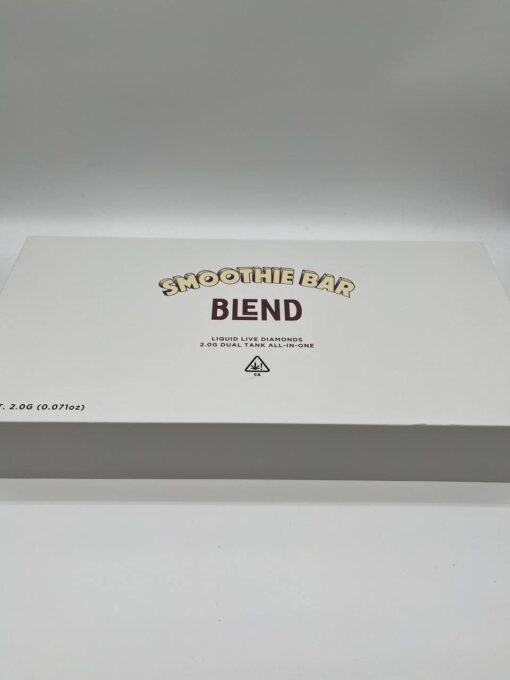 SMOOTHIE BAR
BLEND
LIQUID LIVE DIAMONDS
2.0G DUAL TANK ALL-IN-ONE
CA
T. 2.0G (0.071oz)